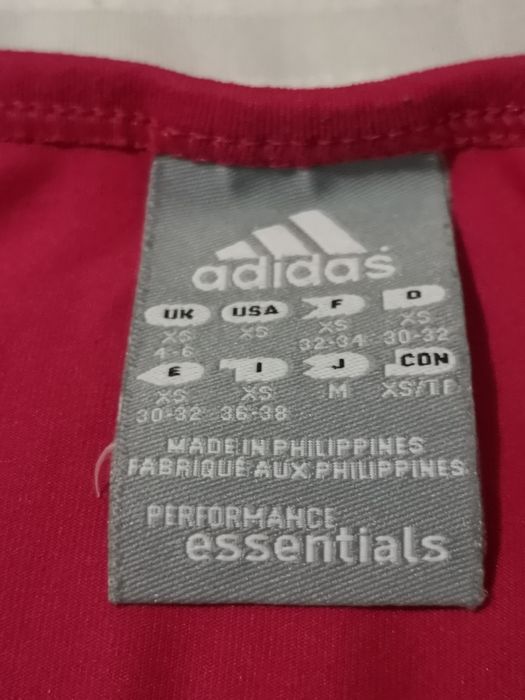 adidas
UK USA F D
XS XS XS XS
4-6 32-34 30-32
E I J CDN
XS XS M XS/TP
30-32 36-38
MADE IN PHILIPPINES
FABRIQUÉ AUX PHILIPPINES
PERFORMANCE
essentials